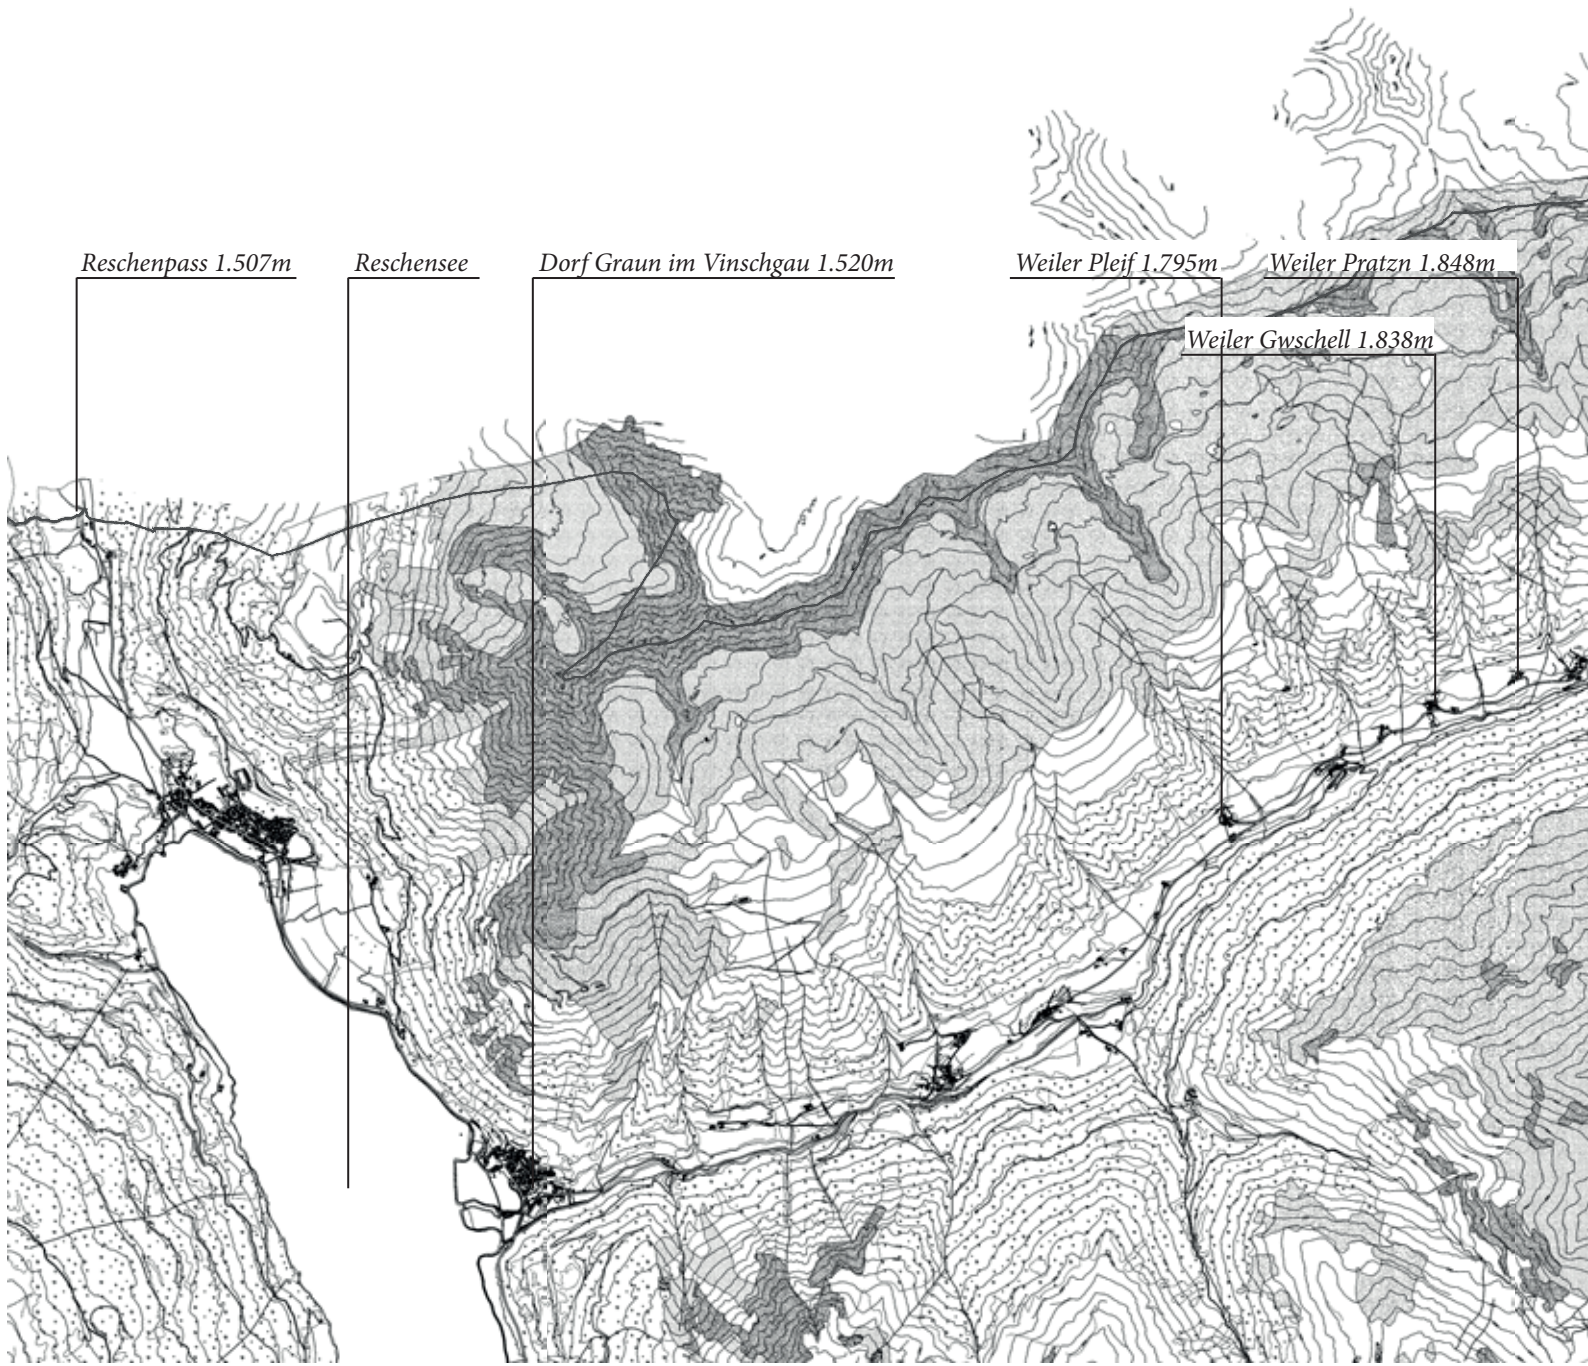 Reschenpass 1.507m
Reschensee
Dorf Graun im Vinschgau 1.520m
Weiler Pleif 1.795m
Weiler Pratzn 1.848m
Weiler Gwschell 1.838m